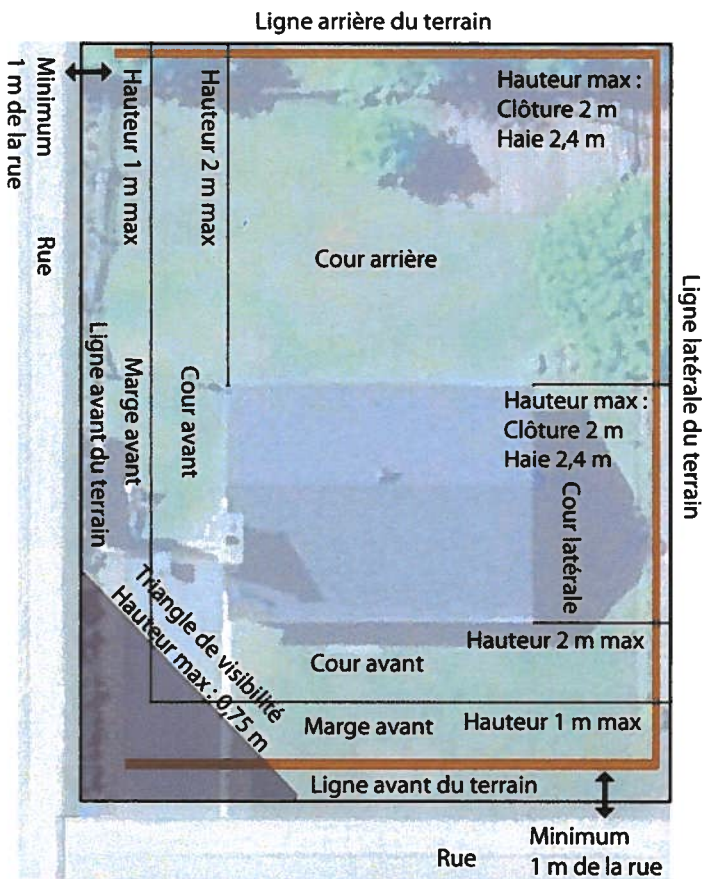 Ligne arrière du terrain
Minimum
1 m de la rue
Rue
Hauteur 1 m max
Hauteur 2 m max
Hauteur max :
Clôture 2 m
Haie 2,4 m
Cour arrière
Ligne latérale du terrain
Ligne avant du terrain
Marge avant
Cour avant
Hauteur max :
Clôture 2 m
Haie 2,4 m
Cour latérale
Triangle de visibilité
Hauteur max : 0,75 m
Hauteur 2 m max
Cour avant
Marge avant
Hauteur 1 m max
Ligne avant du terrain
Minimum
1 m de la rue
Rue